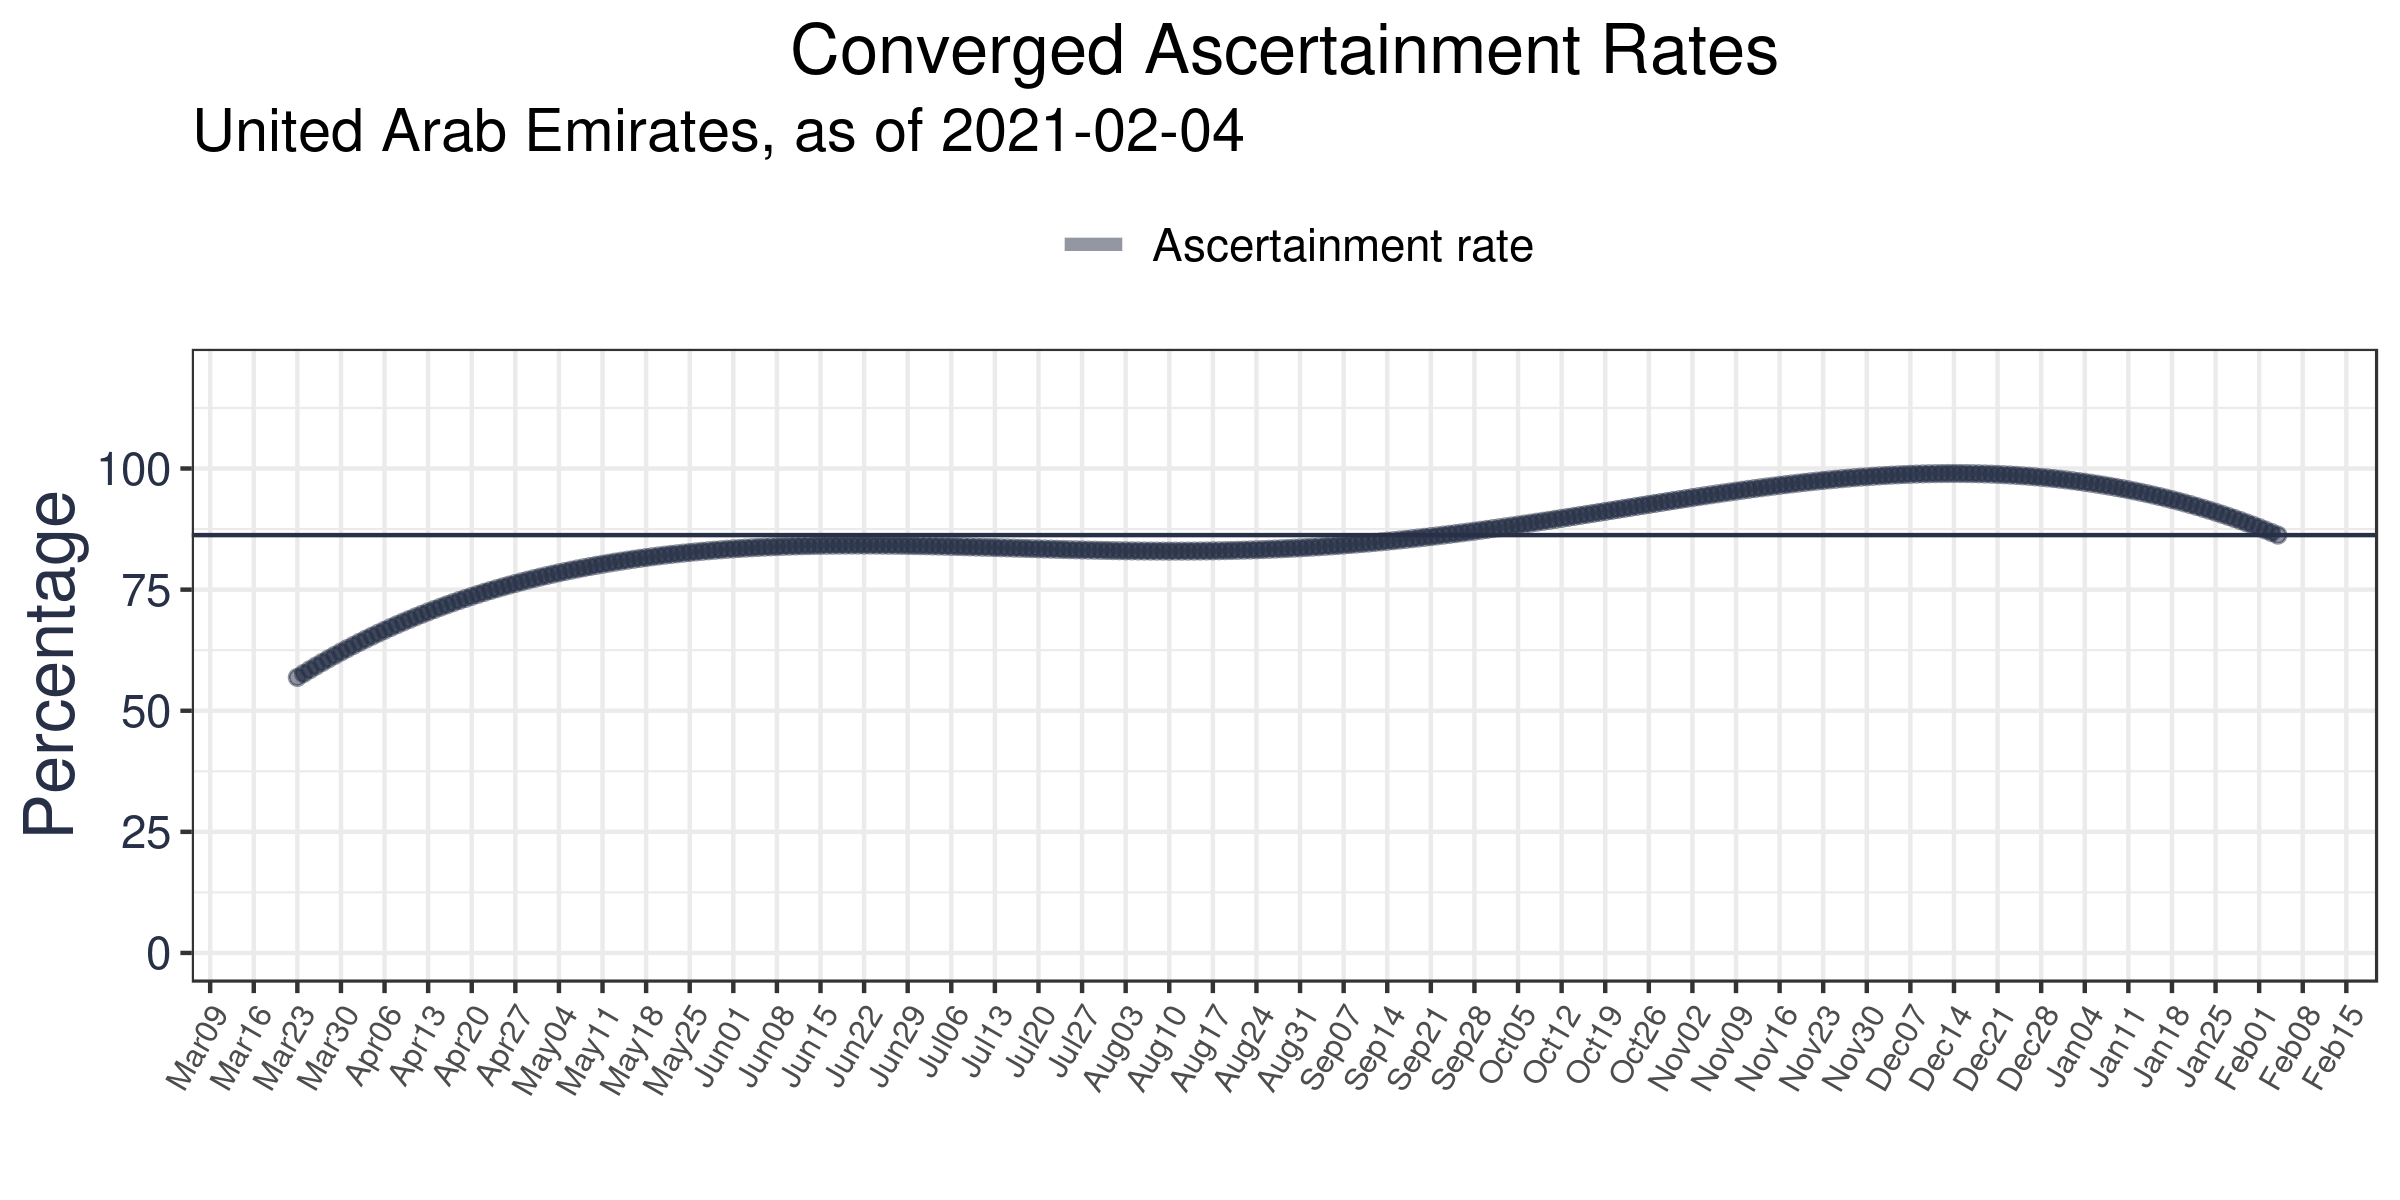 Converged Ascertainment Rates
United Arab Emirates, as of 2021-02-04
Ascertainment rate
Percentage
100
75
50
25
0
Mar09 Mar16 Mar23 Mar30 Apr06 Apr13 Apr20 Apr27 May04 May11 May18 May25 Jun01 Jun08 Jun15 Jun22 Jun29 Jul06 Jul13 Jul20 Jul27 Aug03 Aug10 Aug17 Aug24 Aug31 Sep07 Sep14 Sep21 Sep28 Oct05 Oct12 Oct19 Oct26 Nov02 Nov09 Nov16 Nov23 Nov30 Dec07 Dec14 Dec21 Dec28 Jan04 Jan11 Jan18 Jan25 Feb01 Feb08 Feb15